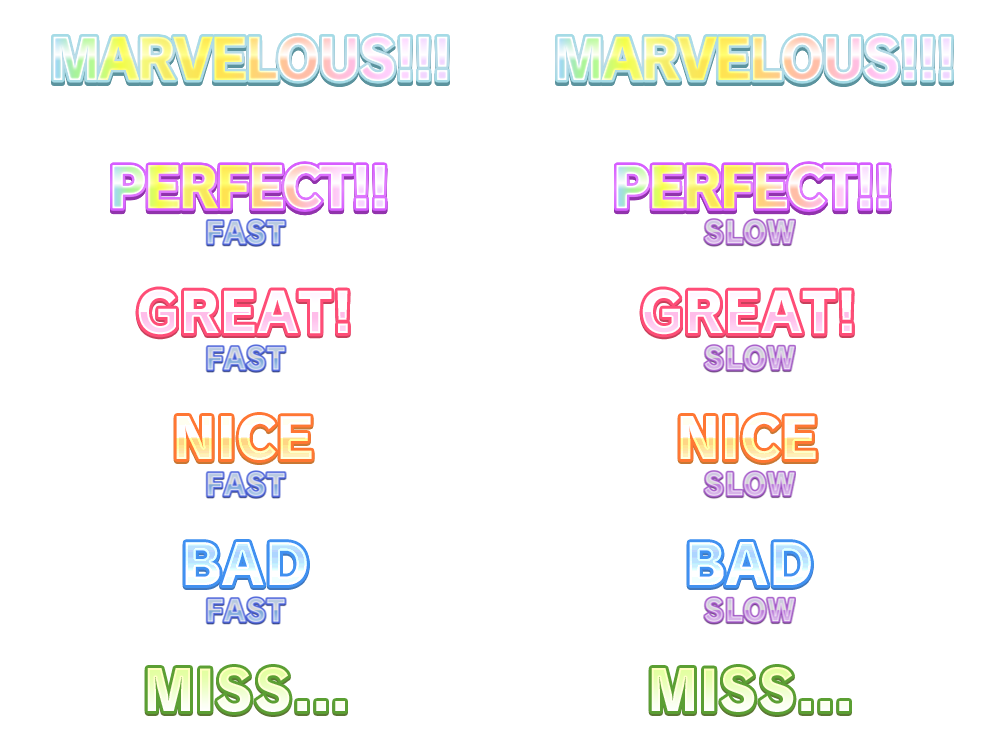 MARVELOUS!!! MARVELOUS!!!
PERFECT!! PERFECT!!
FAST SLOW
GREAT! GREAT!
FAST SLOW
NICE NICE
FAST SLOW
BAD BAD
FAST SLOW
MISS... MISS...